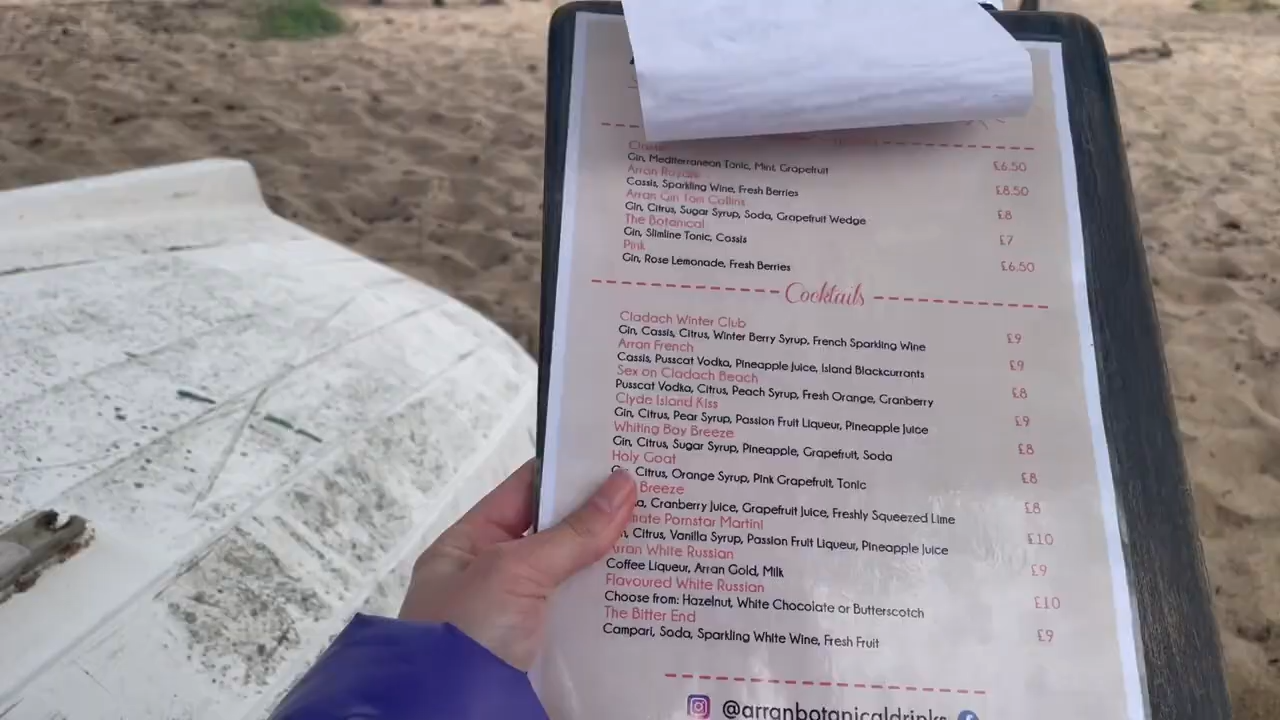 Gin, Mediterranean Tonic, Mint, Grapefruit £6.50
Arran Royale
Cassis, Sparkling Wine, Fresh Berries £8.50
Arran Gin Tom Collins
Gin, Citrus, Sugar Syrup, Soda, Grapefruit Wedge £8
The Botanical
Gin, Slimline Tonic, Cassis £7
Pink
Gin, Rose Lemonade, Fresh Berries £6.50
Cocktails
Cladach Winter Club
Gin, Cassis, Citrus, Winter Berry Syrup, French Sparkling Wine £9
Arran French
Cassis, Pusscat Vodka, Pineapple Juice, Island Blackcurrants £9
Sex on Cladach Beach
Pusscat Vodka, Citrus, Peach Syrup, Fresh Orange, Cranberry £8
Clyde Island Kiss
Gin, Citrus, Pear Syrup, Passion Fruit Liqueur, Pineapple Juice £9
Whiting Bay Breeze
Gin, Citrus, Sugar Syrup, Pineapple, Grapefruit, Soda £8
Holy Goat
Citrus, Orange Syrup, Pink Grapefruit, Tonic £8
Breeze
Cranberry Juice, Grapefruit Juice, Freshly Squeezed Lime £8
Pornstar Martini
Citrus, Vanilla Syrup, Passion Fruit Liqueur, Pineapple Juice £10
Arran White Russian
Coffee Liqueur, Arran Gold, Milk £9
Flavoured White Russian
Choose from: Hazelnut, White Chocolate or Butterscotch £10
The Bitter End
Campari, Soda, Sparkling White Wine, Fresh Fruit £9
@arranbotanicaldrinks